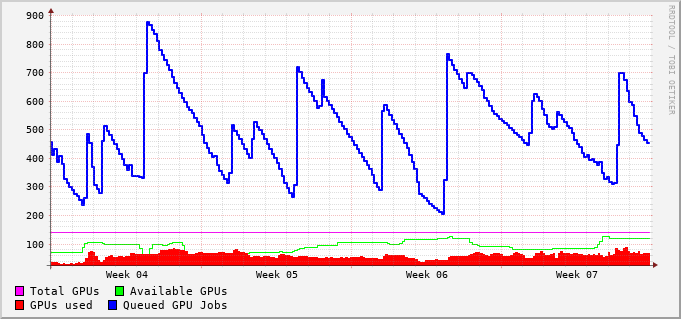 900
800
700
600
500
400
300
200
100
Week 04 Week 05 Week 06 Week 07
Total GPUs Available GPUs
GPUs used Queued GPU Jobs
RRDTOOL / TOBI OETIKER